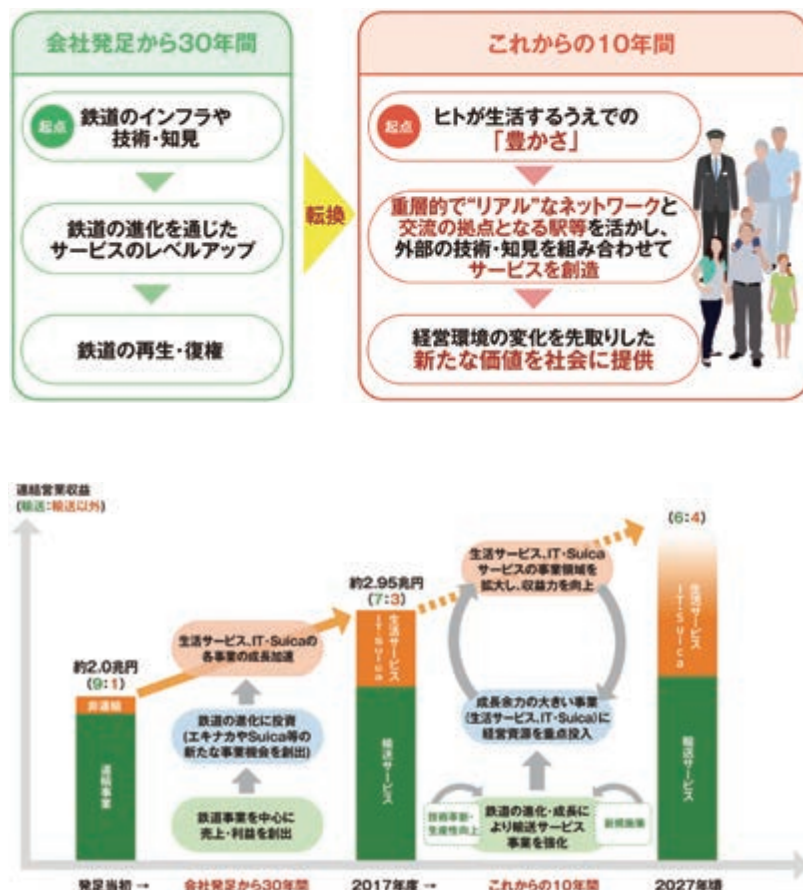 会社発足から30年間
起点
鉄道のインフラや
技術・知見
鉄道の進化を通じた
サービスのレベルアップ
鉄道の再生・復権
転換
これからの10年間
起点
ヒトが生活するうえでの
「豊かさ」
重層的で“リアル”なネットワークと
交流の拠点となる駅等を活かし、
外部の技術・知見を組み合わせて
サービスを創造
経営環境の変化を先取りした
新たな価値を社会に提供
連結営業収益
(輸送:輸送以外)
約2.0兆円
(9:1)
非運輸
運輸事業
生活サービス、IT・Suicaの
各事業の成長加速
鉄道の進化に投資
(エキナカやSuica等の
新たな事業機会を創出)
鉄道事業を中心に
売上・利益を創出
約2.95兆円
(7:3)
生活サービス
IT・Suica
輸送サービス
生活サービス、IT・Suica
サービスの事業領域を
拡大し、収益力を向上
成長余力の大きい事業
(生活サービス、IT・Suica)に
経営資源を重点投入
技術革新・
生産性向上
鉄道の進化・成長に
より輸送サービス
事業を強化
新規施策
(6:4)
生活サービス
IT・Suica
輸送サービス
発足当初→
会社発足から30年間
2017年度→
これからの10年間
2027年頃